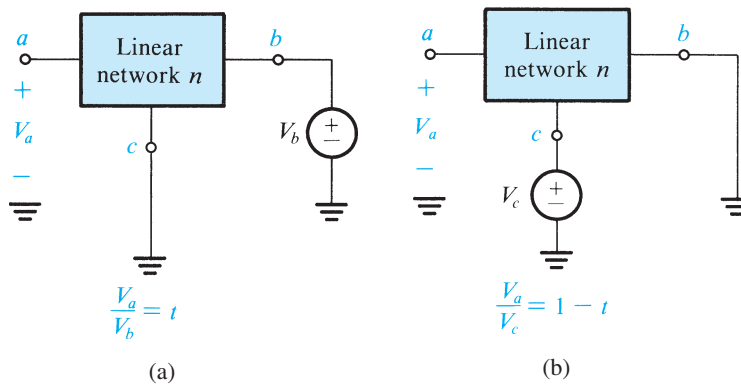 a
Linear
network n
b
+
V_a
−
c
V_b
+
−
V_a/V_b = t
(a)
a
Linear
network n
b
+
V_a
−
c
V_c
+
−
V_a/V_c = 1 − t
(b)